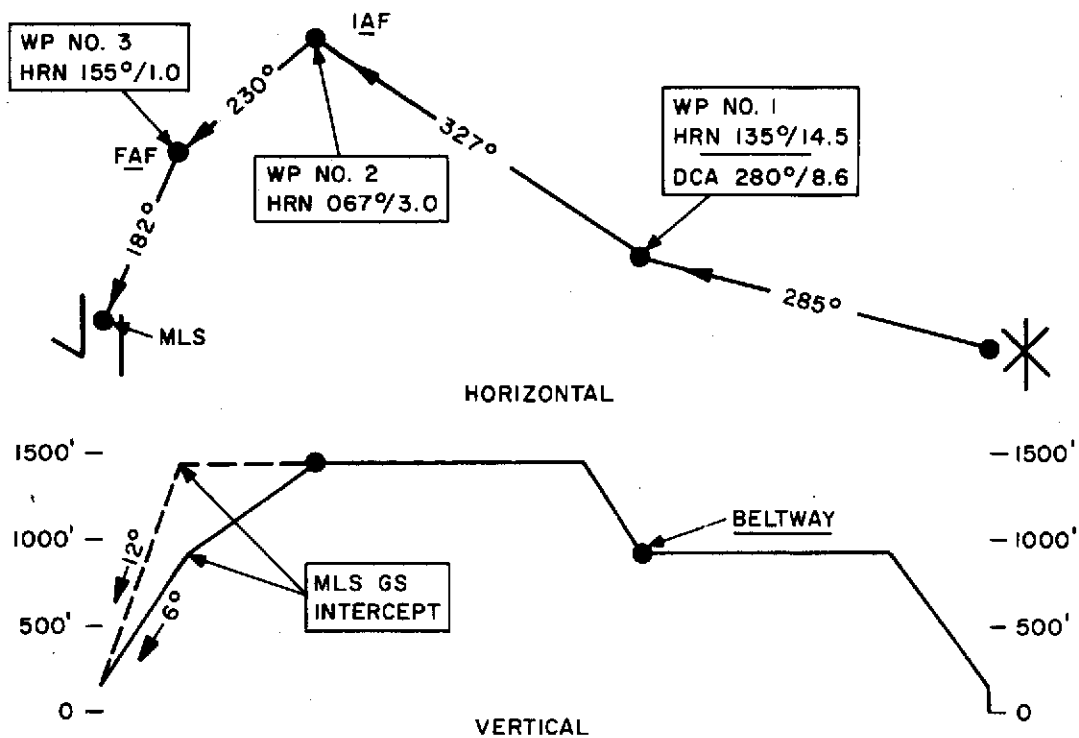 IAF
WP NO. 3
HRN 155°/1.0
230°
327°
WP NO. 1
HRN 135°/14.5
DCA 280°/8.6
FAF
WP NO. 2
HRN 067°/3.0
182°
285°
MLS
HORIZONTAL
1500'
1500'
1000'
BELTWAY
1000'
12°
MLS GS
INTERCEPT
6°
500'
500'
0
0
VERTICAL